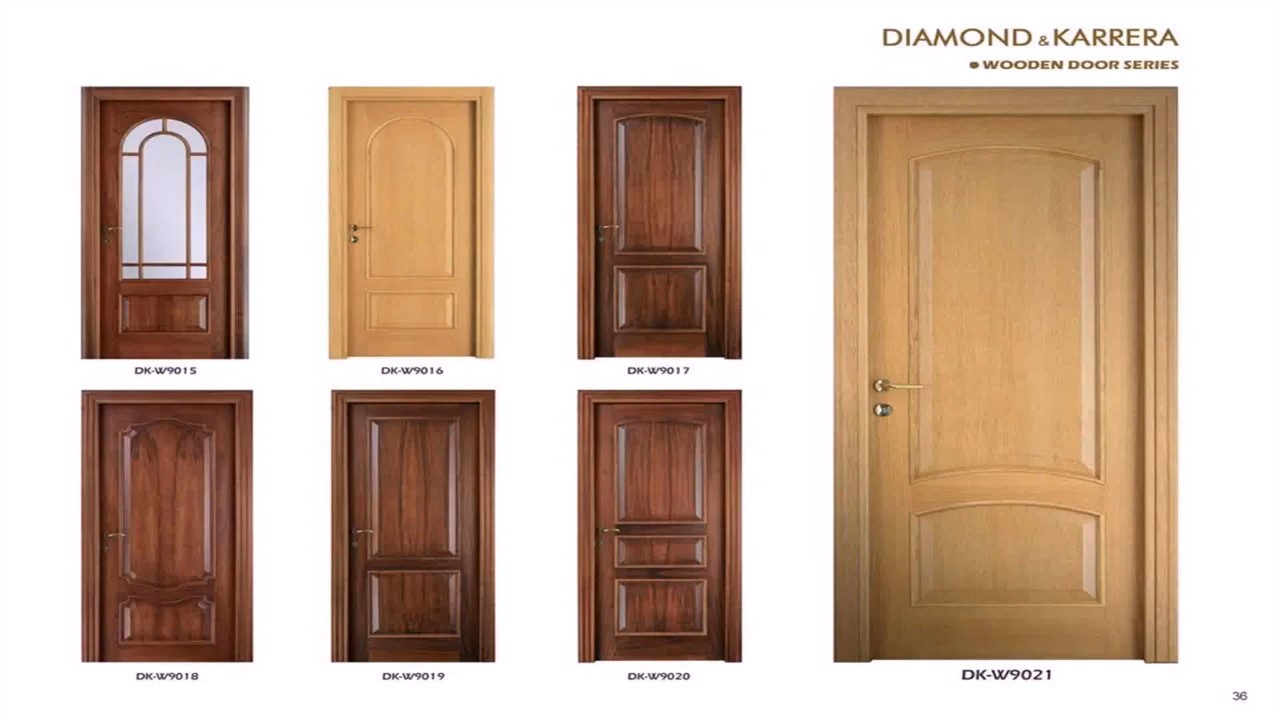 DIAMOND & KARRERA
● WOODEN DOOR SERIES
DK-W9015
DK-W9016
DK-W9017
DK-W9018
DK-W9019
DK-W9020
DK-W9021
36